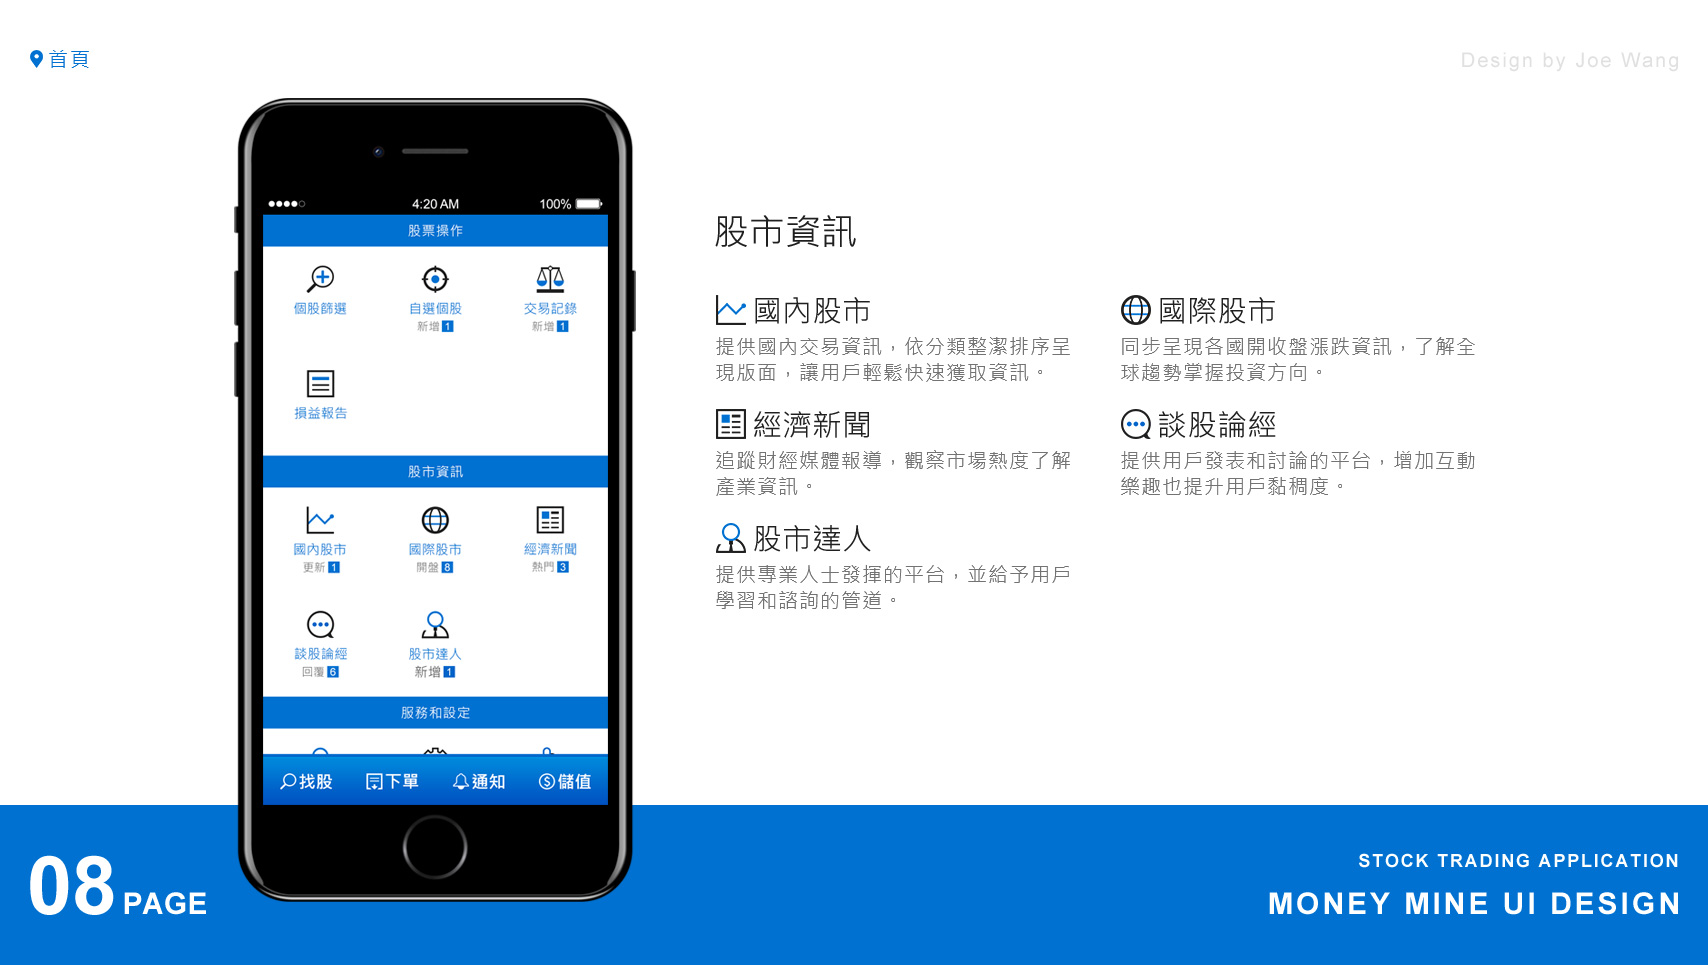 首頁
Design by Joe Wang
4:20 AM
100%
股票操作
個股篩選 自選個股 交易記錄
新增 1 新增 1
損益報告
股市資訊
國內股市 國際股市 經濟新聞
更新 1 開盤 8 熱門 3
談股論經 股市達人
回覆 6 新增 1
服務和設定
找股 下單 通知 儲值
股市資訊
國內股市
提供國內交易資訊，依分類整潔排序呈
現版面，讓用戶輕鬆快速獲取資訊。
國際股市
同步呈現各國開收盤漲跌資訊，了解全
球趨勢掌握投資方向。
經濟新聞
追蹤財經媒體報導，觀察市場熱度了解
產業資訊。
談股論經
提供用戶發表和討論的平台，增加互動
樂趣也提升用戶黏稠度。
股市達人
提供專業人士發揮的平台，並給予用戶
學習和諮詢的管道。
08 PAGE
STOCK TRADING APPLICATION
MONEY MINE UI DESIGN